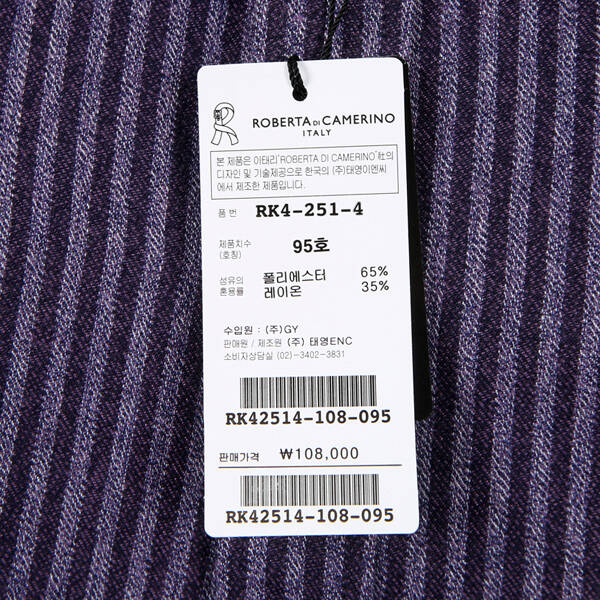 ROBERTA DI CAMERINO
ITALY
본 제품은 이태리'ROBERTA DI CAMERINO'社의
디자인 및 기술제공으로 한국의 (주)태영이엔씨
에서 제조한 제품입니다.
품 번 RK4-251-4
제품치수 95호
(호칭)
섬유의 폴리에스터 65%
혼용률 레이온 35%
수입원 : (주)GY
판매원 / 제조원 (주) 태영ENC
소비자상담실 (02)-3402-3831
RK42514-108-095
판매가격 ₩108,000
RK42514-108-095